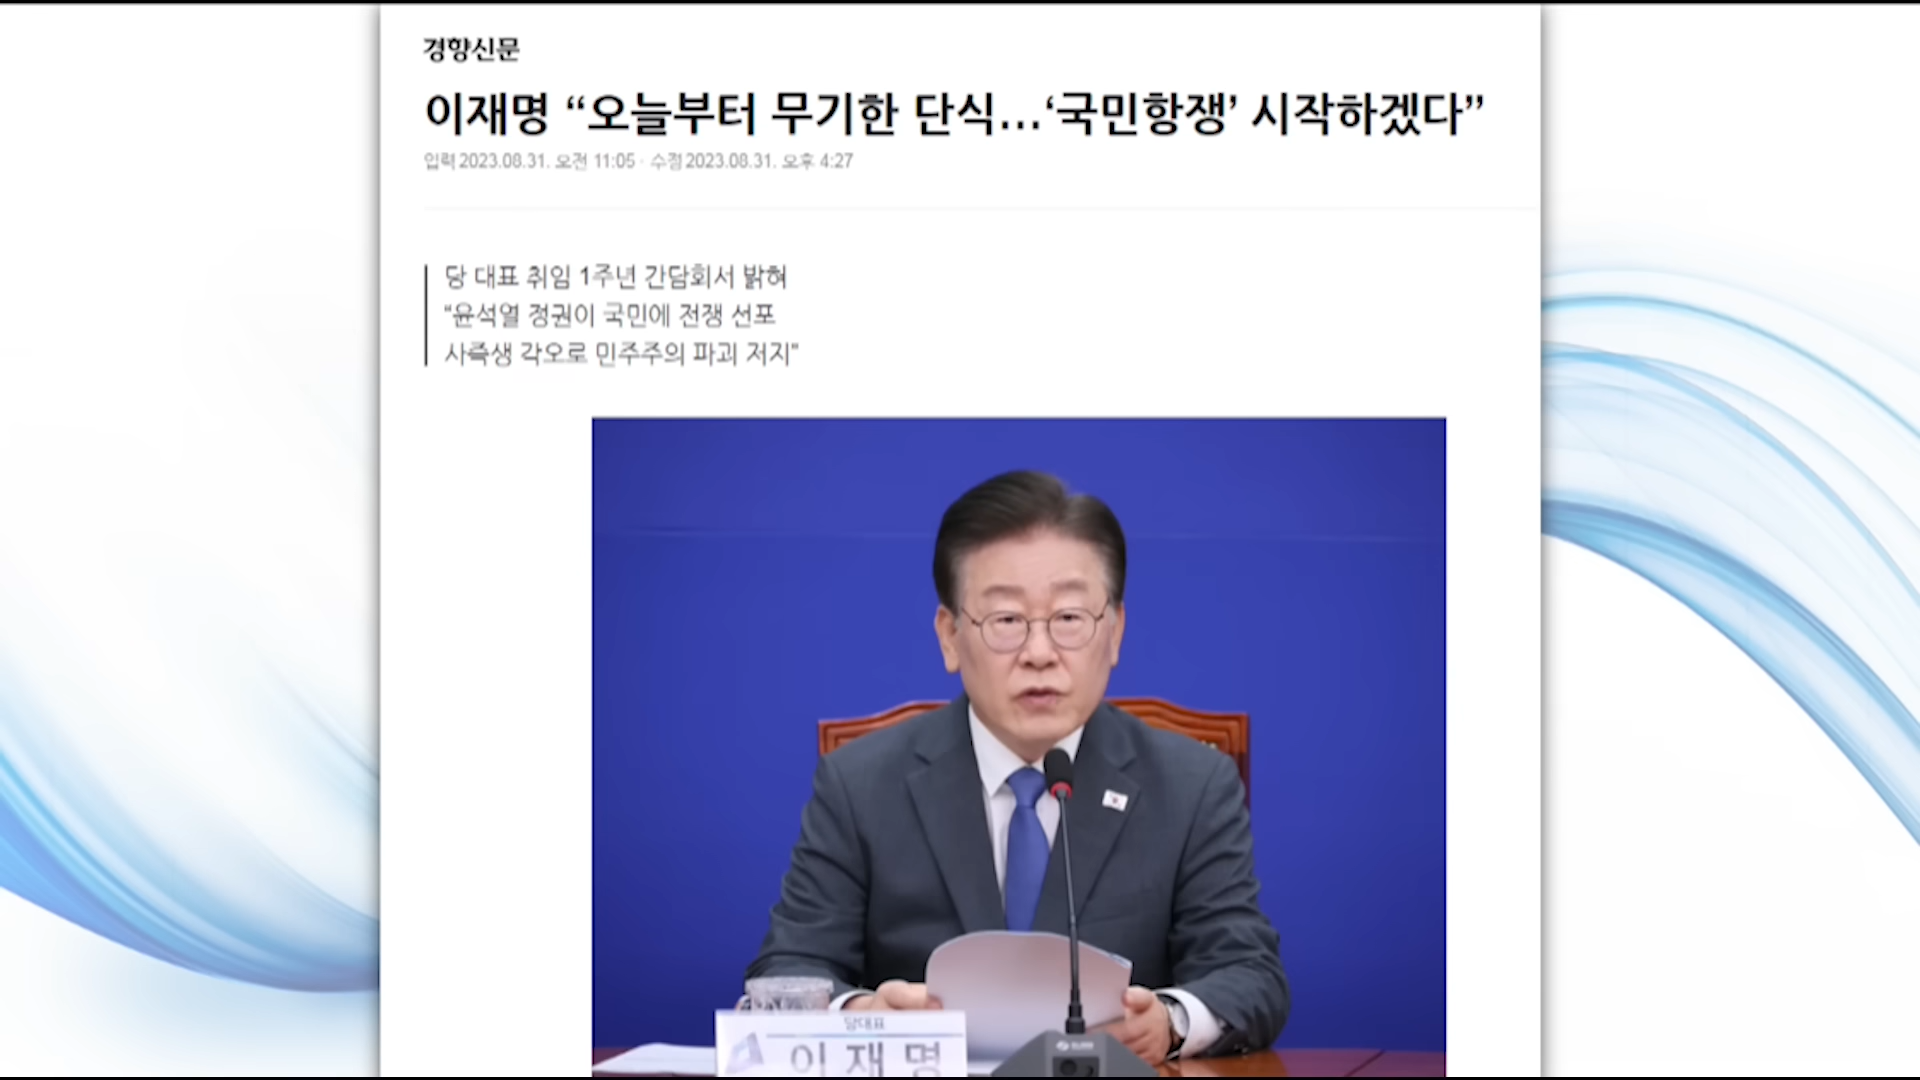 경향신문
이재명 “오늘부터 무기한 단식…‘국민항쟁’ 시작하겠다”
입력 2023.08.31. 오전 11:05 · 수정 2023.08.31. 오후 4:27
당 대표 취임 1주년 간담회서 밝혀
“윤석열 정권이 국민에 전쟁 선포
사즉생 각오로 민주주의 파괴 저지”
당대표
이재명